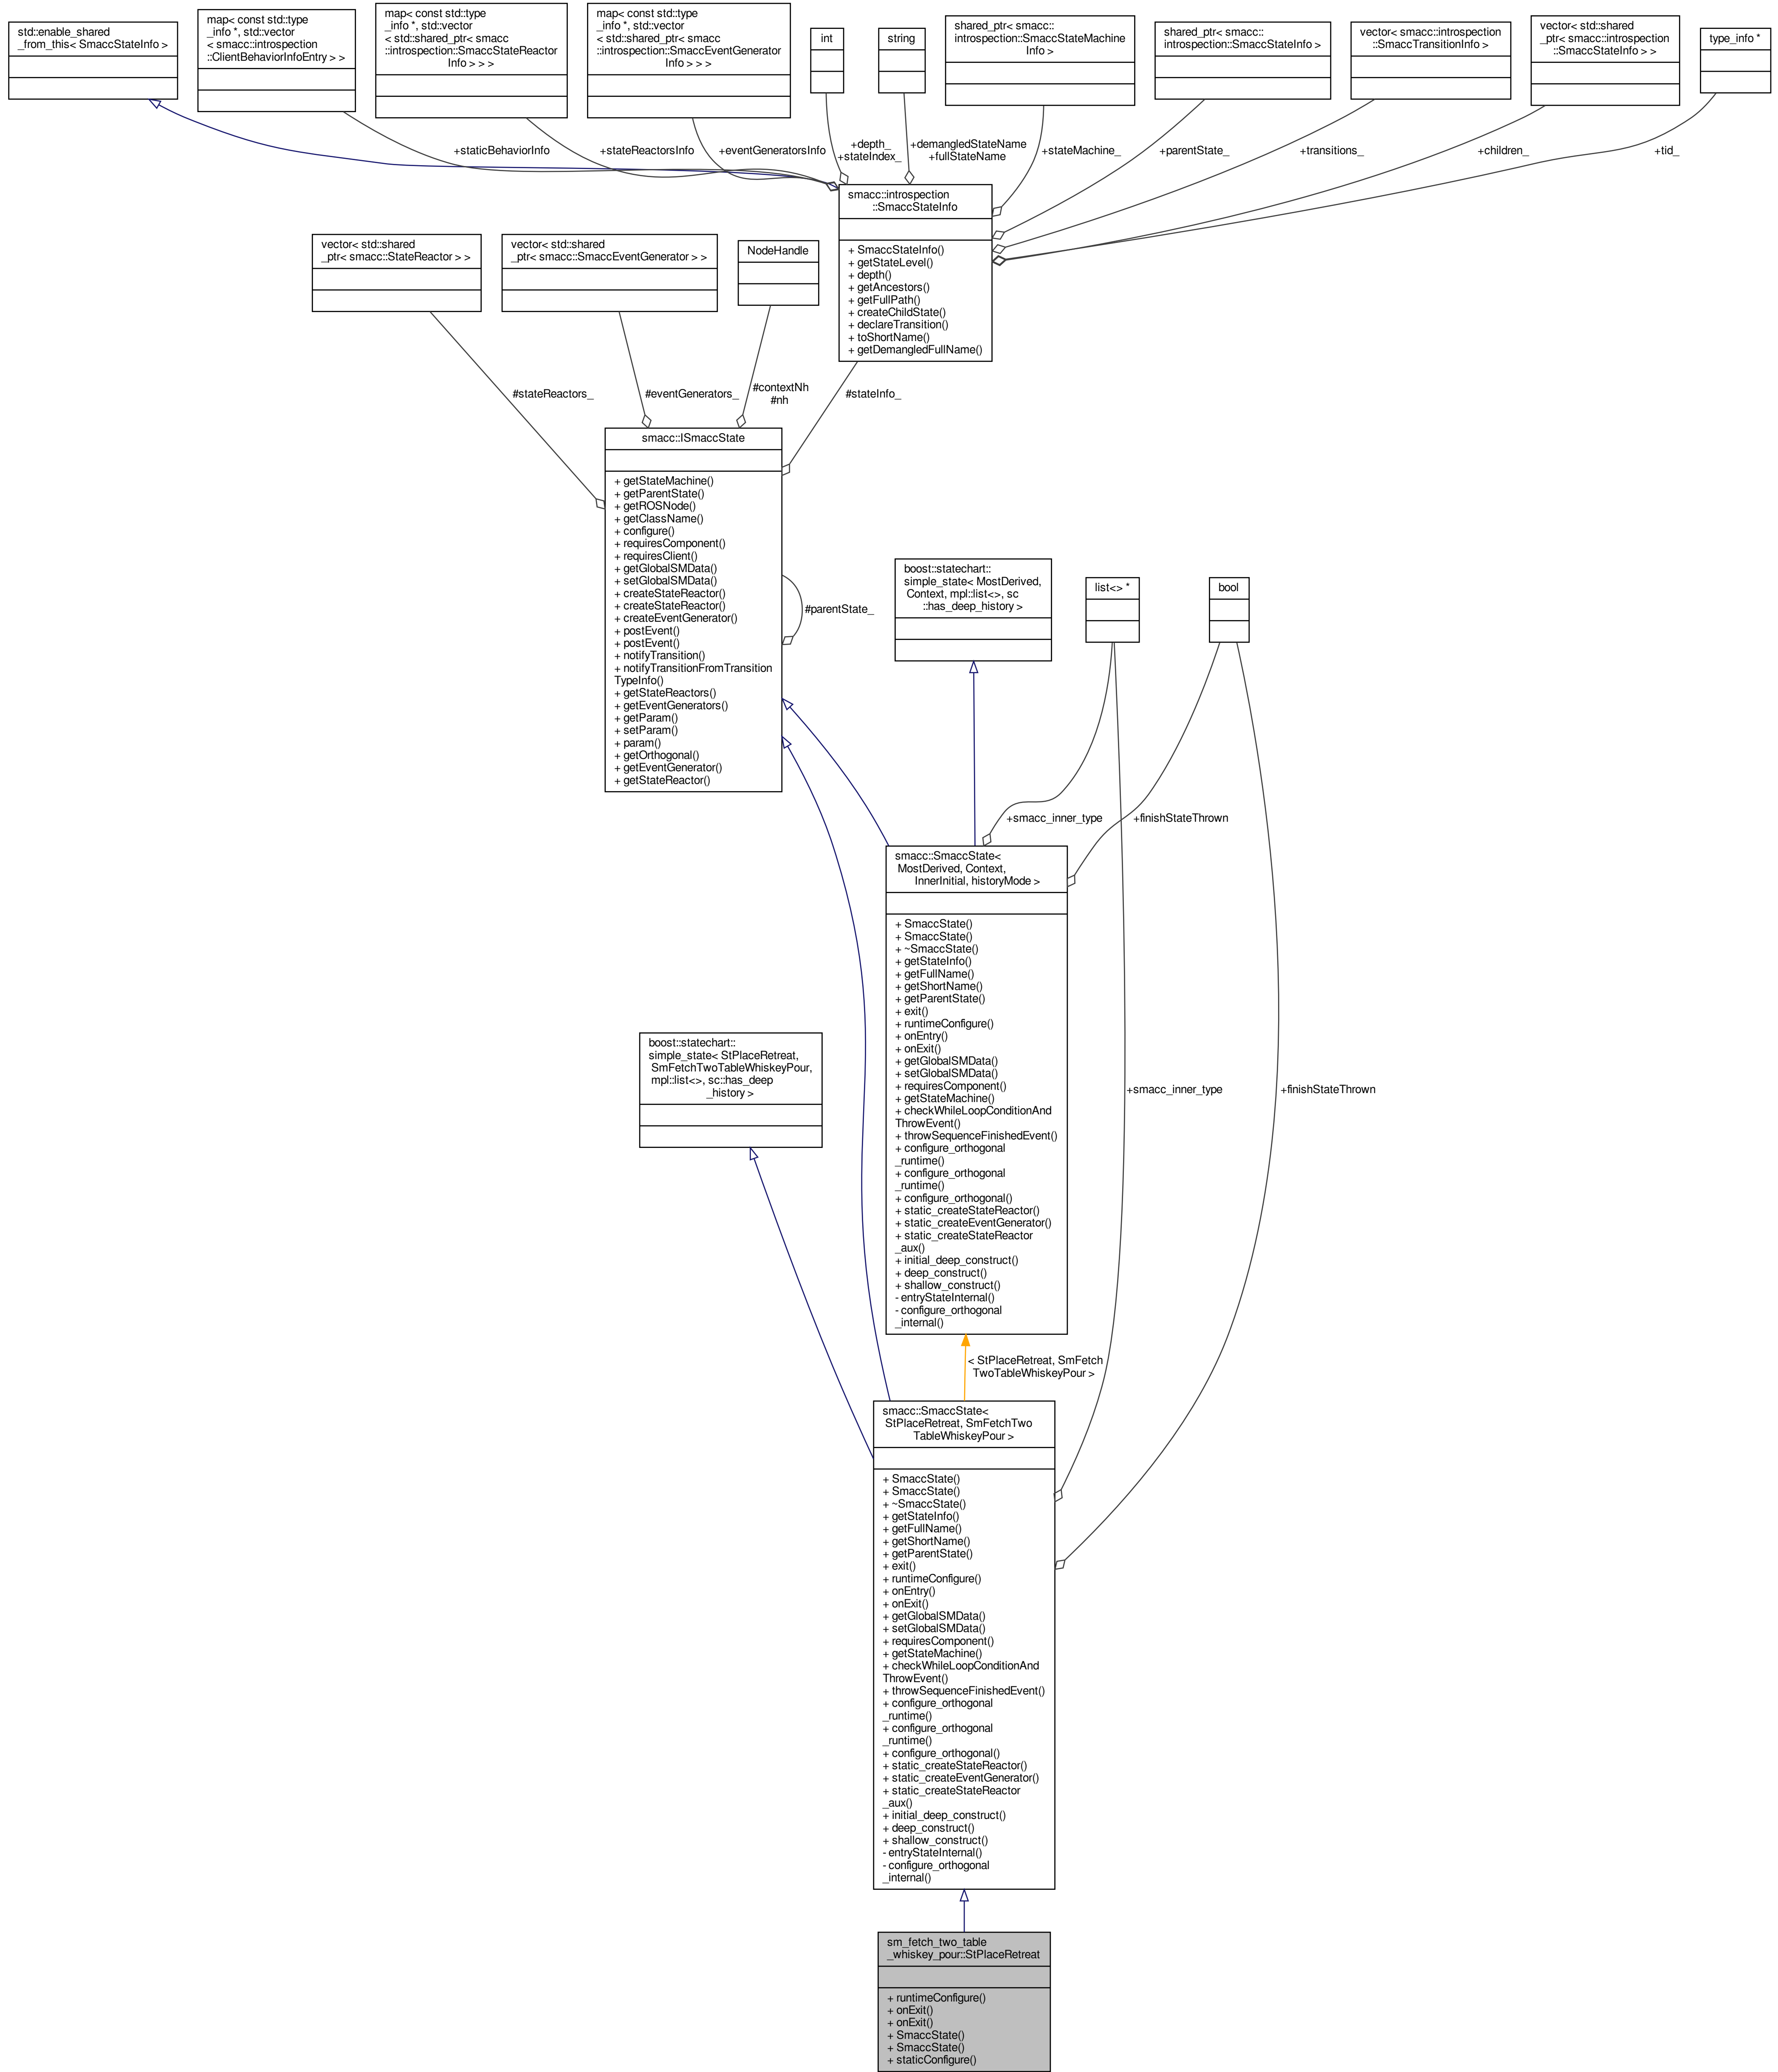 std::enable_shared
_from_this< SmaccStateInfo >
map< const std::type
_info *, std::vector
< smacc::introspection
::ClientBehaviorInfoEntry > >
map< const std::type
_info *, std::vector
< std::shared_ptr< smacc
::introspection::SmaccStateReactor
Info > > >
map< const std::type
_info *, std::vector
< std::shared_ptr< smacc
::introspection::SmaccEventGenerator
Info > > >
int
string
shared_ptr< smacc::
introspection::SmaccStateMachine
Info >
shared_ptr< smacc::
introspection::SmaccStateInfo >
vector< smacc::introspection
::SmaccTransitionInfo >
vector< std::shared
_ptr< smacc::introspection
::SmaccStateInfo > >
type_info *
+staticBehaviorInfo
+stateReactorsInfo
+eventGeneratorsInfo
+depth_
+stateIndex_
+demangledStateName
+fullStateName
+stateMachine_
+parentState_
+transitions_
+children_
+tid_
smacc::introspection
::SmaccStateInfo
+ SmaccStateInfo()
+ getStateLevel()
+ depth()
+ getAncestors()
+ getFullPath()
+ createChildState()
+ declareTransition()
+ toShortName()
+ getDemangledFullName()
vector< std::shared
_ptr< smacc::StateReactor > >
vector< std::shared
_ptr< smacc::SmaccEventGenerator > >
NodeHandle
#stateReactors_
#eventGenerators_
#contextNh
#nh
#stateInfo_
smacc::ISmaccState
+ getStateMachine()
+ getParentState()
+ getROSNode()
+ getClassName()
+ configure()
+ requiresComponent()
+ requiresClient()
+ getGlobalSMData()
+ setGlobalSMData()
+ createStateReactor()
+ createStateReactor()
+ createEventGenerator()
+ postEvent()
+ postEvent()
+ notifyTransition()
+ notifyTransitionFromTransition
TypeInfo()
+ getStateReactors()
+ getEventGenerators()
+ getParam()
+ setParam()
+ param()
+ getOrthogonal()
+ getEventGenerator()
+ getStateReactor()
#parentState_
boost::statechart::
simple_state< MostDerived,
Context, mpl::list<>, sc
::has_deep_history >
list<> *
bool
+smacc_inner_type
+finishStateThrown
smacc::SmaccState<
MostDerived, Context,
InnerInitial, historyMode >
+ SmaccState()
+ SmaccState()
+ ~SmaccState()
+ getStateInfo()
+ getFullName()
+ getShortName()
+ getParentState()
+ exit()
+ runtimeConfigure()
+ onEntry()
+ onExit()
+ getGlobalSMData()
+ setGlobalSMData()
+ requiresComponent()
+ getStateMachine()
+ checkWhileLoopConditionAnd
ThrowEvent()
+ throwSequenceFinishedEvent()
+ configure_orthogonal
_runtime()
+ configure_orthogonal
_runtime()
+ configure_orthogonal()
+ static_createStateReactor()
+ static_createEventGenerator()
+ static_createStateReactor
_aux()
+ initial_deep_construct()
+ deep_construct()
+ shallow_construct()
- entryStateInternal()
- configure_orthogonal
_internal()
boost::statechart::
simple_state< StPlaceRetreat,
SmFetchTwoTableWhiskeyPour,
mpl::list<>, sc::has_deep
_history >
+smacc_inner_type
+finishStateThrown
< StPlaceRetreat, SmFetch
TwoTableWhiskeyPour >
smacc::SmaccState<
StPlaceRetreat, SmFetchTwo
TableWhiskeyPour >
+ SmaccState()
+ SmaccState()
+ ~SmaccState()
+ getStateInfo()
+ getFullName()
+ getShortName()
+ getParentState()
+ exit()
+ runtimeConfigure()
+ onEntry()
+ onExit()
+ getGlobalSMData()
+ setGlobalSMData()
+ requiresComponent()
+ getStateMachine()
+ checkWhileLoopConditionAnd
ThrowEvent()
+ throwSequenceFinishedEvent()
+ configure_orthogonal
_runtime()
+ configure_orthogonal
_runtime()
+ configure_orthogonal()
+ static_createStateReactor()
+ static_createEventGenerator()
+ static_createStateReactor
_aux()
+ initial_deep_construct()
+ deep_construct()
+ shallow_construct()
- entryStateInternal()
- configure_orthogonal
_internal()
sm_fetch_two_table
_whiskey_pour::StPlaceRetreat
+ runtimeConfigure()
+ onExit()
+ onExit()
+ SmaccState()
+ SmaccState()
+ staticConfigure()